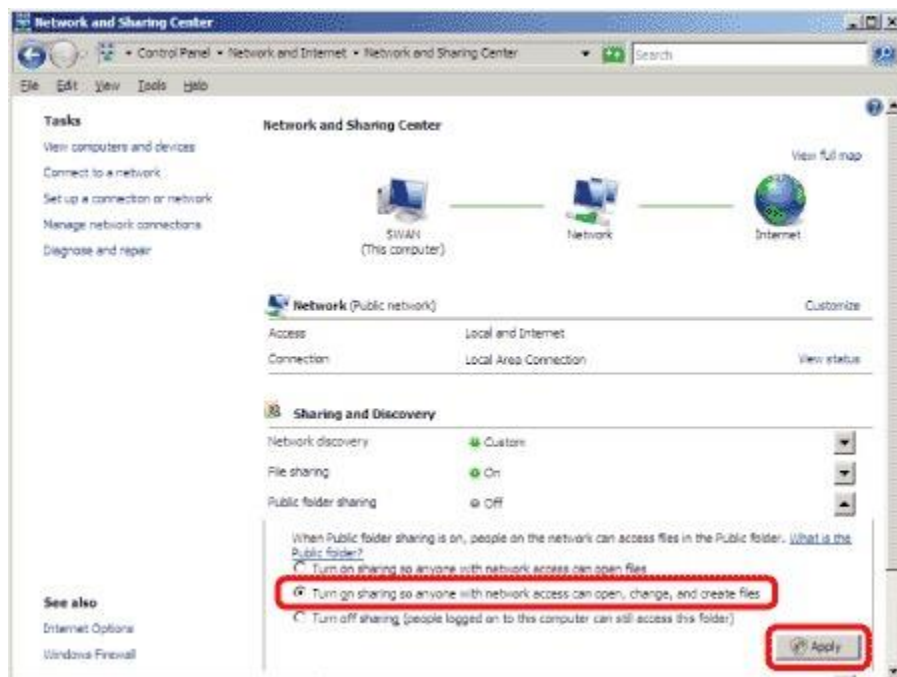 Network and Sharing Center
Control Panel • Network and Internet • Network and Sharing Center
Search
File Edit View Tools Help
Tasks
View computers and devices
Connect to a network
Set up a connection or network
Manage network connections
Diagnose and repair
Network and Sharing Center
View full map
SWAN
(This computer)
Network
Internet
Network (Public network)
Customize
Access Local and Internet
Connection Local Area Connection View status
Sharing and Discovery
Network discovery Custom
File sharing On
Public folder sharing Off
When Public folder sharing is on, people on the network can access files in the Public folder. What is the
Public folder?
Turn on sharing so anyone with network access can open files
Turn on sharing so anyone with network access can open, change, and create files
Turn off sharing (people logged on to this computer can still access this folder)
Apply
See also
Internet Options
Windows Firewall